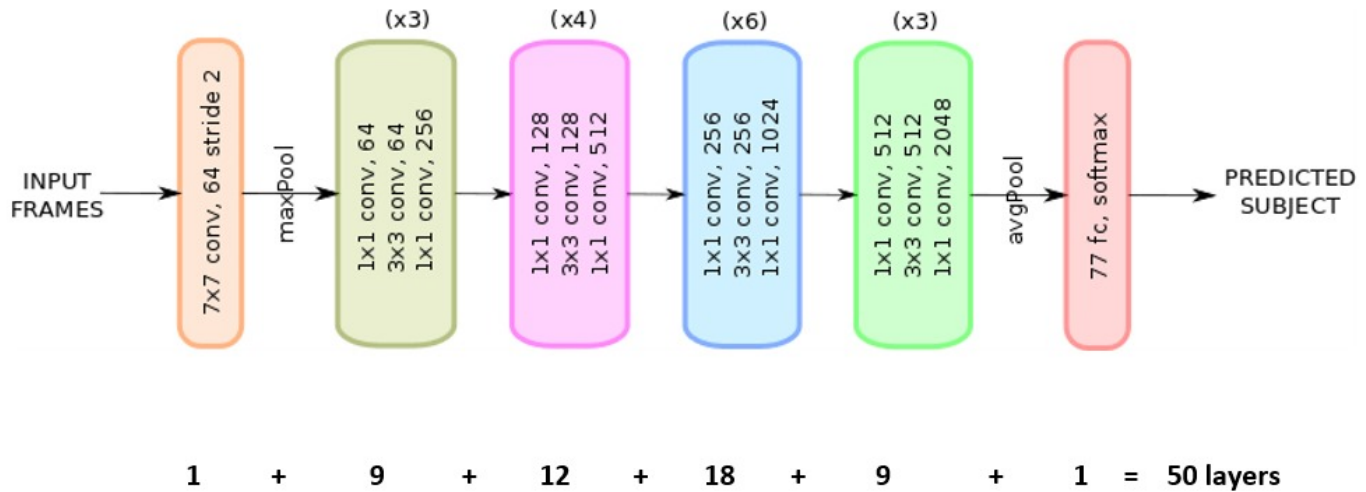 (x3) (x4) (x6) (x3)
INPUT
FRAMES
7x7 conv, 64 stride 2
maxPool
1x1 conv, 64
3x3 conv, 64
1x1 conv, 256
1x1 conv, 128
3x3 conv, 128
1x1 conv, 512
1x1 conv, 256
3x3 conv, 256
1x1 conv, 1024
1x1 conv, 512
3x3 conv, 512
1x1 conv, 2048
avgPool
77 fc, softmax
PREDICTED
SUBJECT
1 + 9 + 12 + 18 + 9 + 1 = 50 layers